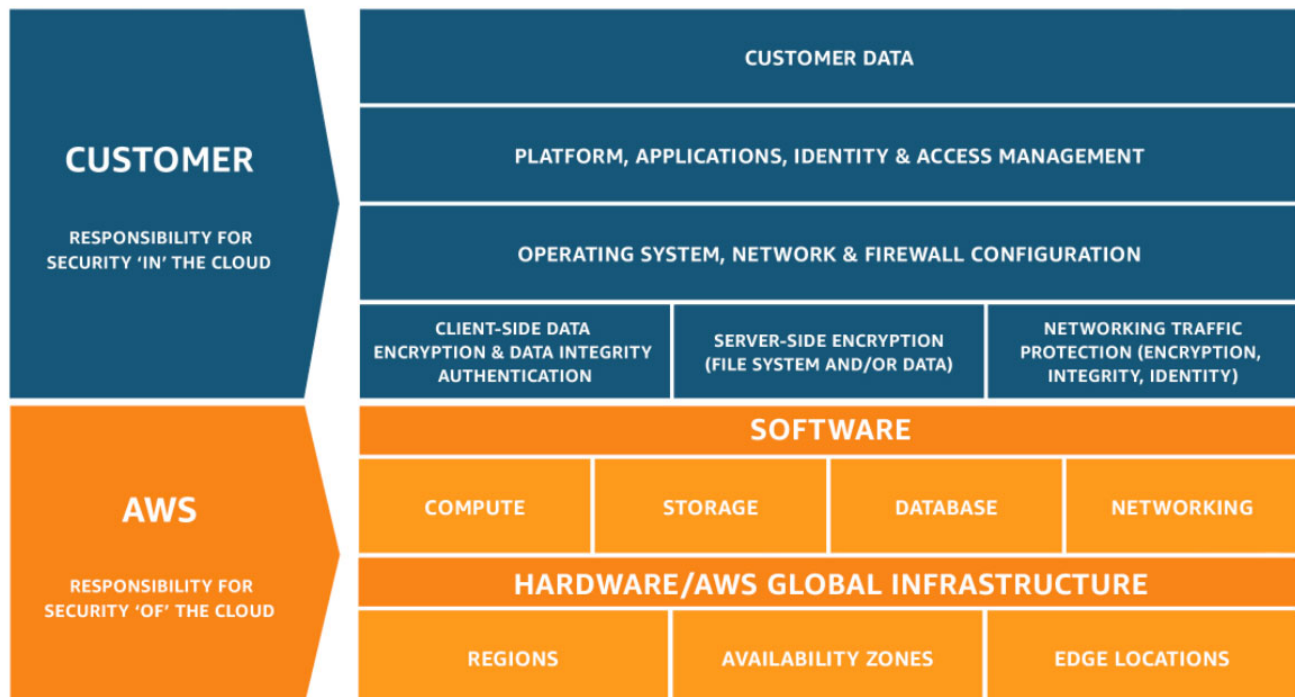 CUSTOMER
RESPONSIBILITY FOR
SECURITY ‘IN’ THE CLOUD
CUSTOMER DATA
PLATFORM, APPLICATIONS, IDENTITY & ACCESS MANAGEMENT
OPERATING SYSTEM, NETWORK & FIREWALL CONFIGURATION
CLIENT-SIDE DATA
ENCRYPTION & DATA INTEGRITY
AUTHENTICATION
SERVER-SIDE ENCRYPTION
(FILE SYSTEM AND/OR DATA)
NETWORKING TRAFFIC
PROTECTION (ENCRYPTION,
INTEGRITY, IDENTITY)
AWS
RESPONSIBILITY FOR
SECURITY ‘OF’ THE CLOUD
SOFTWARE
COMPUTE
STORAGE
DATABASE
NETWORKING
HARDWARE/AWS GLOBAL INFRASTRUCTURE
REGIONS
AVAILABILITY ZONES
EDGE LOCATIONS